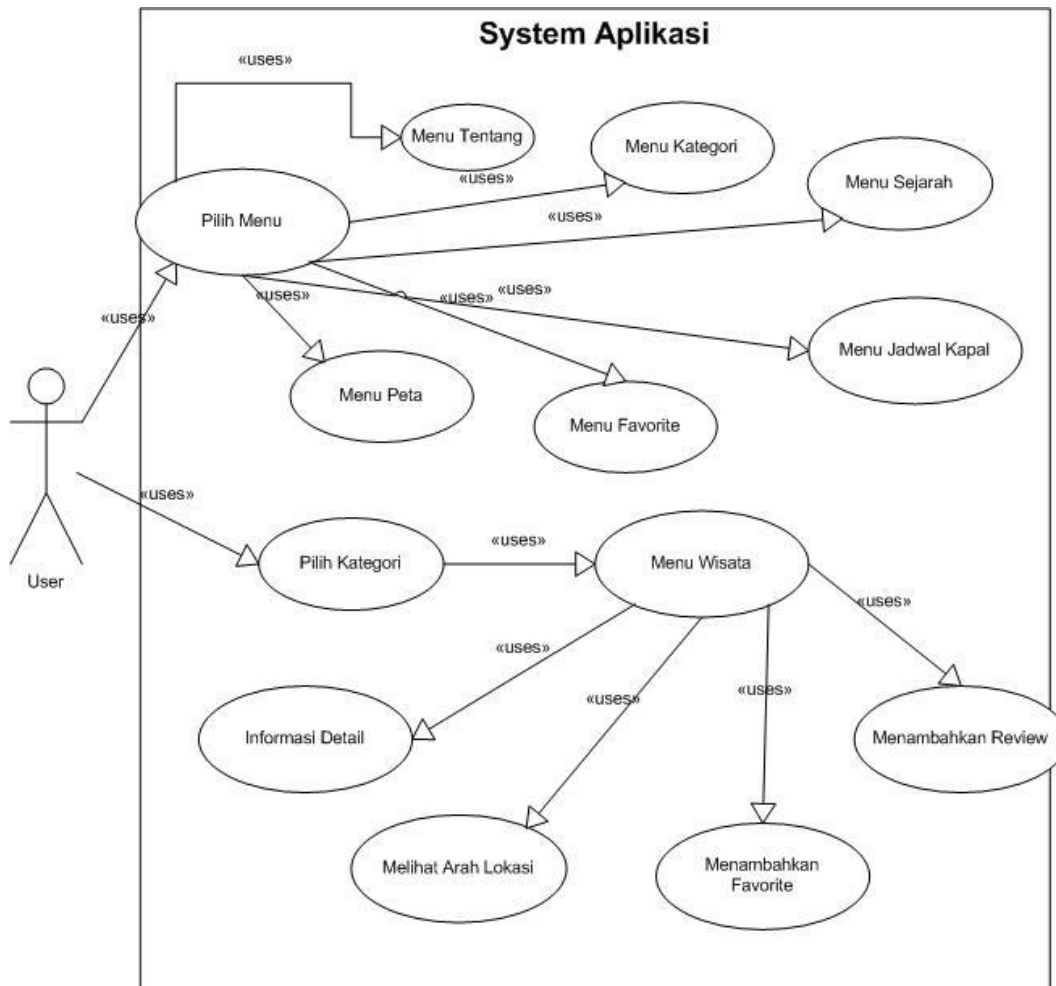 System Aplikasi
«uses»
Menu Tentang
Menu Kategori
«uses»
Menu Sejarah
Pilih Menu
«uses»
«uses»
«uses»
«uses»
«uses»
Menu Jadwal Kapal
Menu Peta
Menu Favorite
«uses»
Pilih Kategori
«uses»
Menu Wisata
User
«uses»
«uses»
«uses»
«uses»
Informasi Detail
Menambahkan Review
Melihat Arah Lokasi
Menambahkan
Favorite